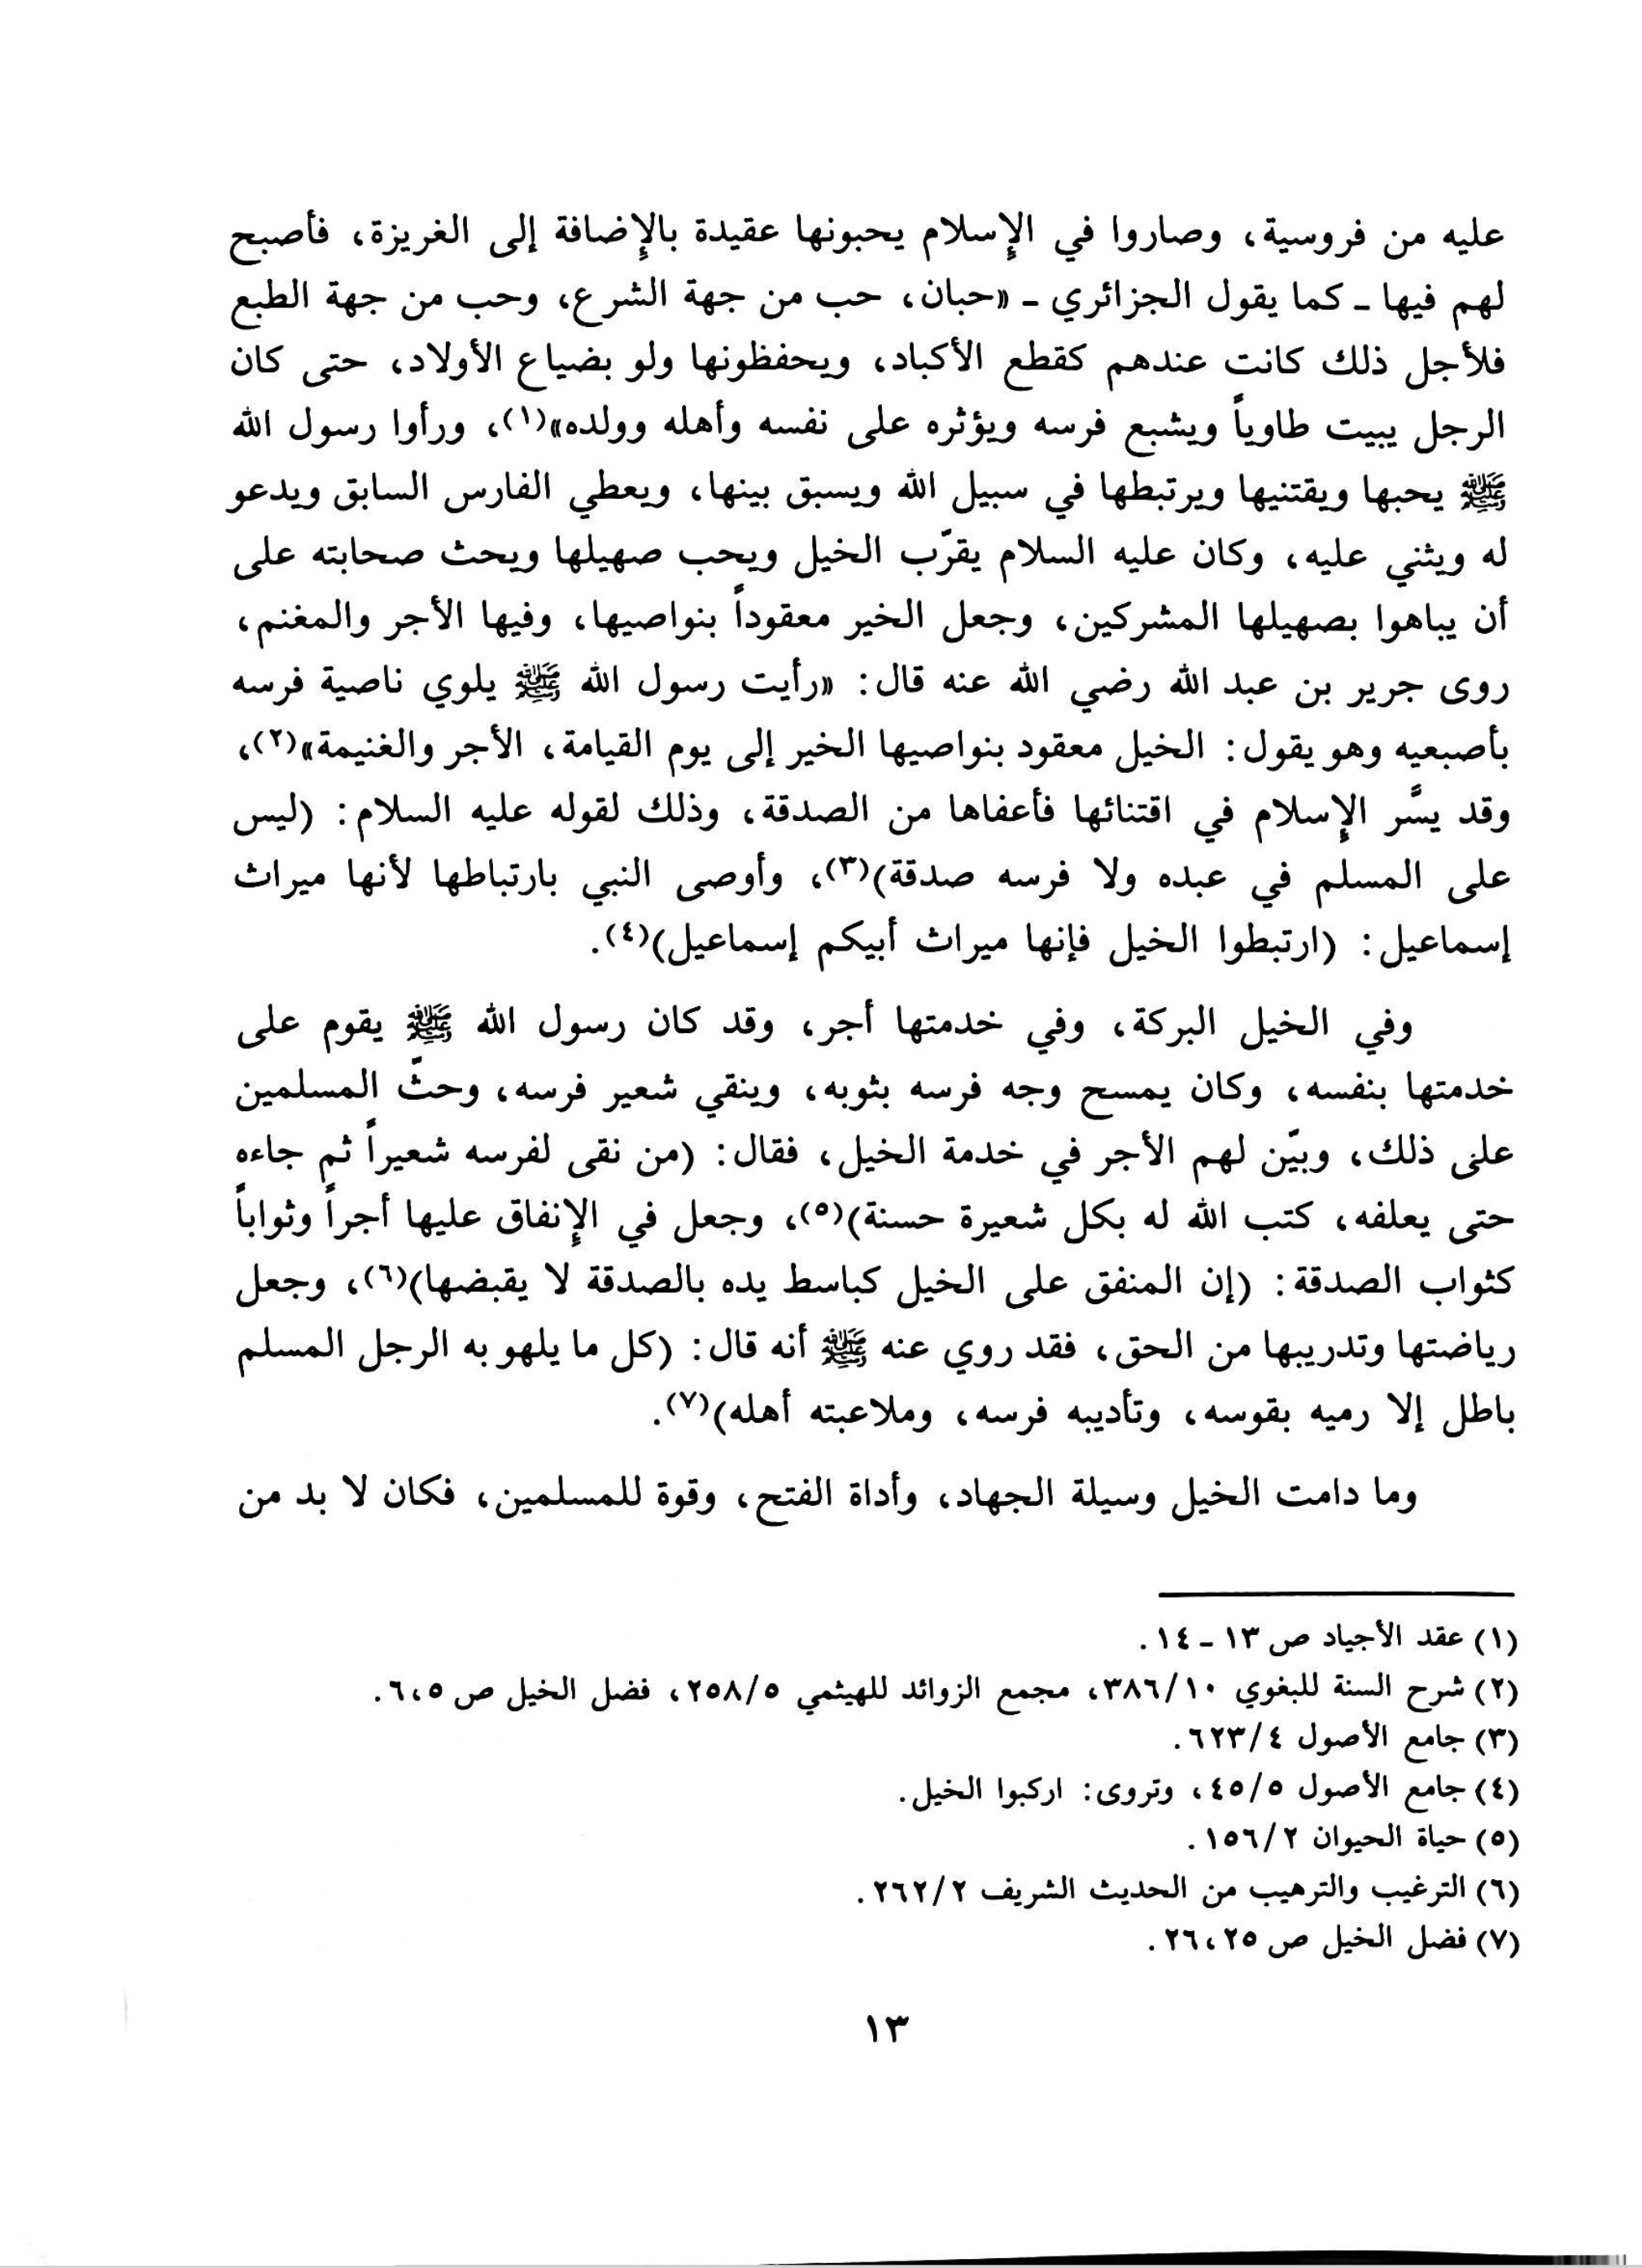 عليه من فروسية، وصاروا في الإِسلام يحبونها عقيدة بالإِضافة إلى الغريزة، فأصبح
لهم فيها ـ كما يقول الجزائري ـ «حبان، حب من جهة الشرع، وحب من جهة الطبع
فلأجل ذلك كانت عندهم كقطع الأكباد، ويحفظونها ولو بضياع الأولاد، حتى كان
الرجل يبيت طاوياً ويشبع فرسه ويؤثره على نفسه وأهله وولده»(١)، ورأوا رسول الله
ﷺ يحبها ويقتنيها ويرتبطها في سبيل الله ويسبق بينها، ويعطي الفارس السابق ويدعو
له ويثني عليه، وكان عليه السلام يقرّب الخيل ويحب صهيلها ويحث صحابته على
أن يباهوا بصهيلها المشركين، وجعل الخير معقوداً بنواصيها، وفيها الأجر والمغنم،
روى جرير بن عبد الله رضي الله عنه قال: «رأيت رسول الله ﷺ يلوي ناصية فرسه
بأصبعيه وهو يقول: الخيل معقود بنواصيها الخير إلى يوم القيامة، الأجر والغنيمة»(٢)،
وقد يسَّر الإِسلام في اقتنائها فأعفاها من الصدقة، وذلك لقوله عليه السلام: (ليس
على المسلم في عبده ولا فرسه صدقة)(٣)، وأوصى النبي بارتباطها لأنها ميراث
إسماعيل: (ارتبطوا الخيل فإنها ميراث أبيكم إسماعيل)(٤).
وفي الخيل البركة، وفي خدمتها أجر، وقد كان رسول الله ﷺ يقوم على
خدمتها بنفسه، وكان يمسح وجه فرسه بثوبه، وينقي شعير فرسه، وحثّ المسلمين
على ذلك، وبيّن لهم الأجر في خدمة الخيل، فقال: (من نقى لفرسه شعيراً ثم جاءه
حتى يعلفه، كتب الله له بكل شعيرة حسنة)(٥)، وجعل في الإِنفاق عليها أجراً وثواباً
كثواب الصدقة: (إن المنفق على الخيل كباسط يده بالصدقة لا يقبضها)(٦)، وجعل
رياضتها وتدريبها من الحق، فقد روي عنه ﷺ أنه قال: (كل ما يلهو به الرجل المسلم
باطل إلا رميه بقوسه، وتأديبه فرسه، وملاعبته أهله)(٧).
وما دامت الخيل وسيلة الجهاد، وأداة الفتح، وقوة للمسلمين، فكان لا بد من
(١) عقد الأجياد ص ١٣ ـ ١٤.
(٢) شرح السنة للبغوي ٣٨٦/١٠، مجمع الزوائد للهيثمي ٢٥٨/٥، فضل الخيل ص ٦،٥.
(٣) جامع الأصول ٦٢٣/٤.
(٤) جامع الأصول ٤٥/٥، وتروى: اركبوا الخيل.
(٥) حياة الحيوان ١٥٦/٢.
(٦) الترغيب والترهيب من الحديث الشريف ٢٦٢/٢.
(٧) فضل الخيل ص ٢٦،٢٥.
١٣